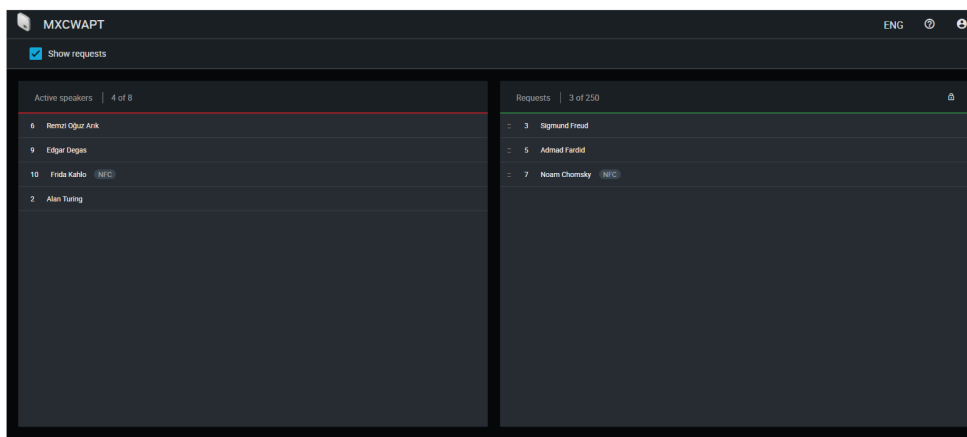 MXCWAPT
ENG
Show requests
Active speakers | 4 of 8
6 Remzi Oğuz Arık
9 Edgar Degas
10 Frida Kahlo NFC
2 Alan Turing
Requests | 3 of 250
3 Sigmund Freud
5 Admad Fardid
7 Noam Chomsky NFC